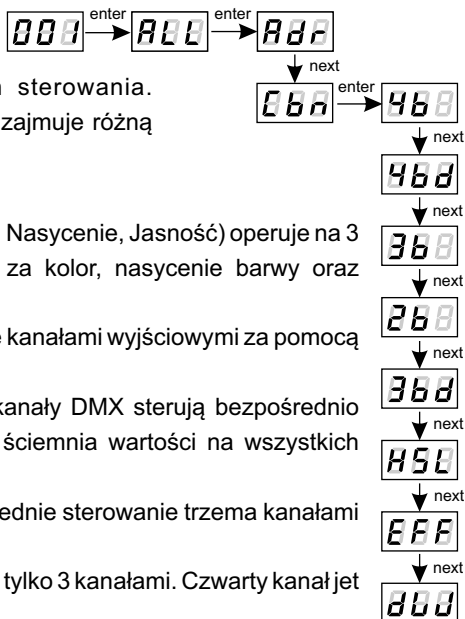 001 enter ALL enter Adr
next
Cbn enter 4b
next
4bd
next
3b
next
2b
next
3bd
next
HSL
next
EFF
next
sterowania.
zajmuje różną
Nasycenie, Jasność) operuje na 3
za kolor, nasycenie barwy oraz
kanałami wyjściowymi za pomocą
kanały DMX sterują bezpośrednio
ściemnia wartości na wszystkich
ednie sterowanie trzema kanałami
tylko 3 kanałami. Czwarty kanał jet